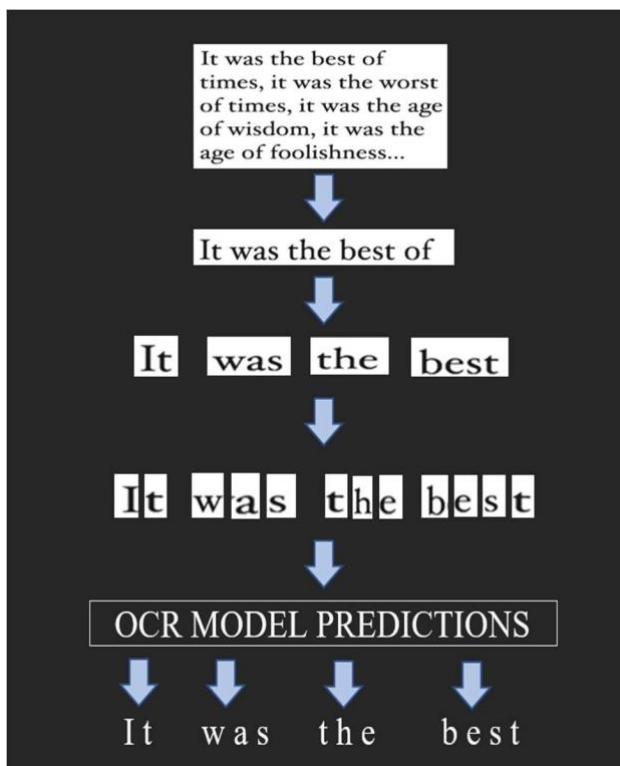 It was the best of
times, it was the worst
of times, it was the age
of wisdom, it was the
age of foolishness...
It was the best of
It was the best
It was the best
OCR MODEL PREDICTIONS
It was the best